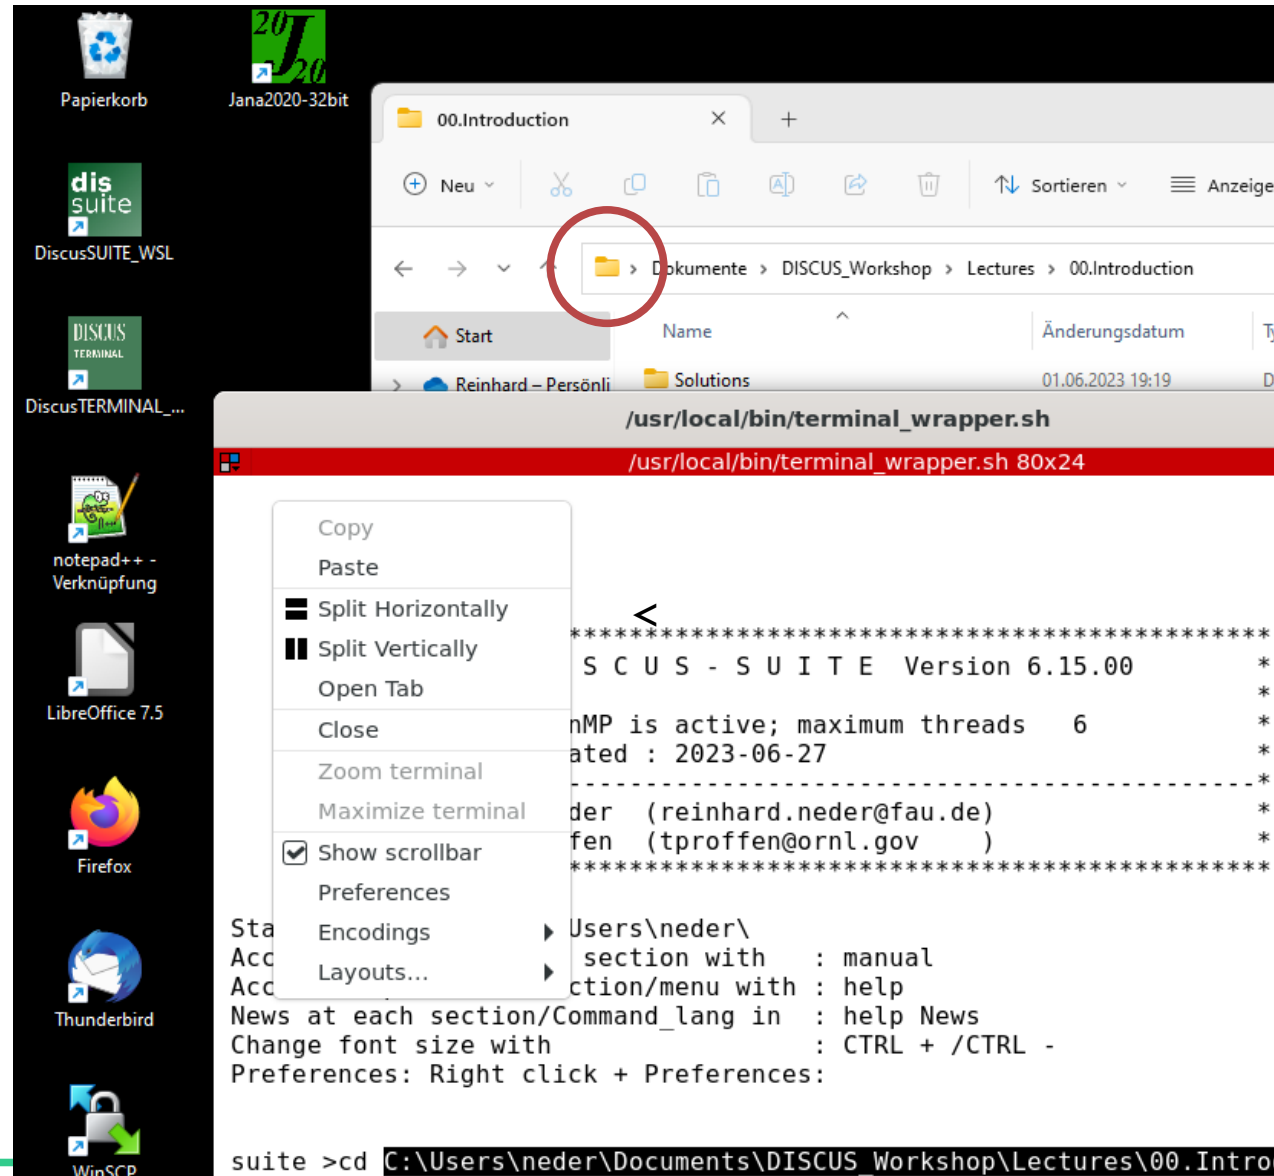 Papierkorb
20
J
20
Jana2020-32bit
dis
suite
DiscusSUITE_WSL
DISCUS
TERMINAL
DiscusTERMINAL_...
notepad++ -
Verknüpfung
LibreOffice 7.5
Firefox
Thunderbird
WinSCP
00.Introduction
Neu
Sortieren
Anzeige
Dokumente > DISCUS_Workshop > Lectures > 00.Introduction
Start
Name
Änderungsdatum
Reinhard – Persönli
Solutions
01.06.2023 19:19
D
/usr/local/bin/terminal_wrapper.sh
/usr/local/bin/terminal_wrapper.sh 80x24
Copy
Paste
Split Horizontally
Split Vertically
Open Tab
Close
Zoom terminal
Maximize terminal
Show scrollbar
Preferences
Encodings
Layouts...
<
**********************************************
S C U S - S U I T E  Version 6.15.00 *
*
nMP is active; maximum threads 6 *
ated : 2023-06-27 *
---------------------------------------------*
der (reinhard.neder@fau.de) *
fen (tproffen@ornl.gov ) *
**********************************************
Sta Users\neder\
Acc section with : manual
Acc ction/menu with : help
News at each section/Command_lang in : help News
Change font size with : CTRL + /CTRL -
Preferences: Right click + Preferences:
suite >cd C:\Users\neder\Documents\DISCUS_Workshop\Lectures\00.Intro